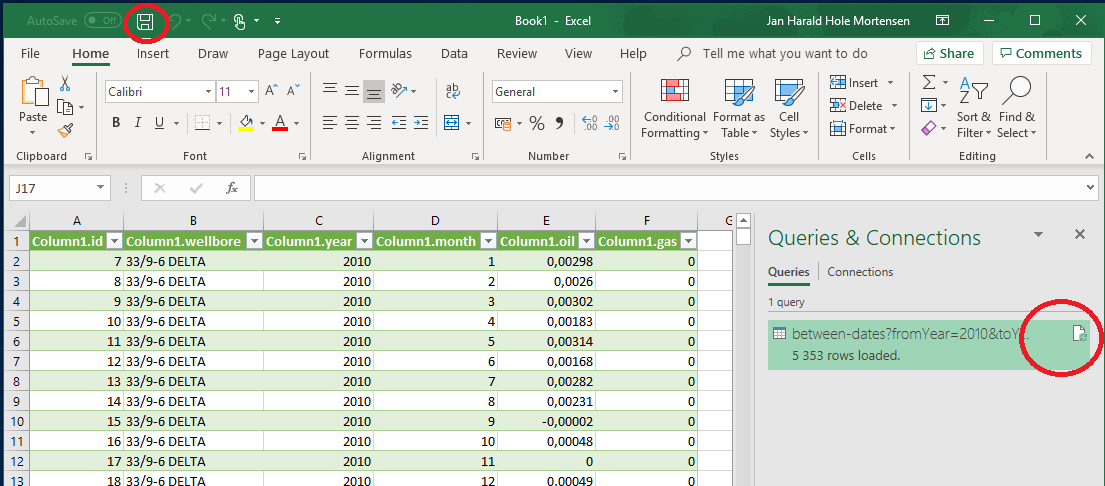 AutoSave Off Book1 - Excel Jan Harald Hole Mortensen
File Home Insert Draw Page Layout Formulas Data Review View Help Tell me what you want to do Share Comments
Paste Calibri 11 A A ab c General Conditional Formatting Format as Table Cell Styles Insert Delete Format Sort & Filter Find & Select
B I U A % 9 ,00 ,00
Clipboard Font Alignment Number Styles Cells Editing
J17 fx
A B C D E F G
1 Column1.id Column1.wellbore Column1.year Column1.month Column1.oil Column1.gas
2 7 33/9-6 DELTA 2010 1 0,00298 0
3 8 33/9-6 DELTA 2010 2 0,0026 0
4 9 33/9-6 DELTA 2010 3 0,00302 0
5 10 33/9-6 DELTA 2010 4 0,00183 0
6 11 33/9-6 DELTA 2010 5 0,00314 0
7 12 33/9-6 DELTA 2010 6 0,00168 0
8 13 33/9-6 DELTA 2010 7 0,00282 0
9 14 33/9-6 DELTA 2010 8 0,00231 0
10 15 33/9-6 DELTA 2010 9 -0,00002 0
11 16 33/9-6 DELTA 2010 10 0,00048 0
12 17 33/9-6 DELTA 2010 11 0 0
13 18 33/9-6 DELTA 2010 12 0,00049 0
Queries & Connections
Queries Connections
1 query
between-dates?fromYear=2010&toY...
5 353 rows loaded.